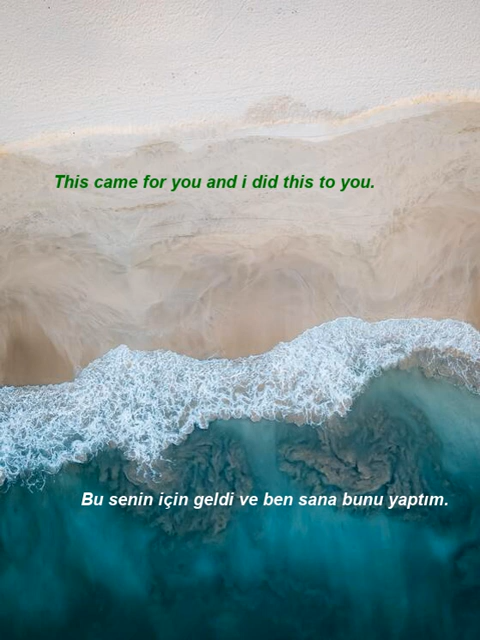 This came for you and i did this to you.
Bu senin için geldi ve ben sana bunu yaptım.